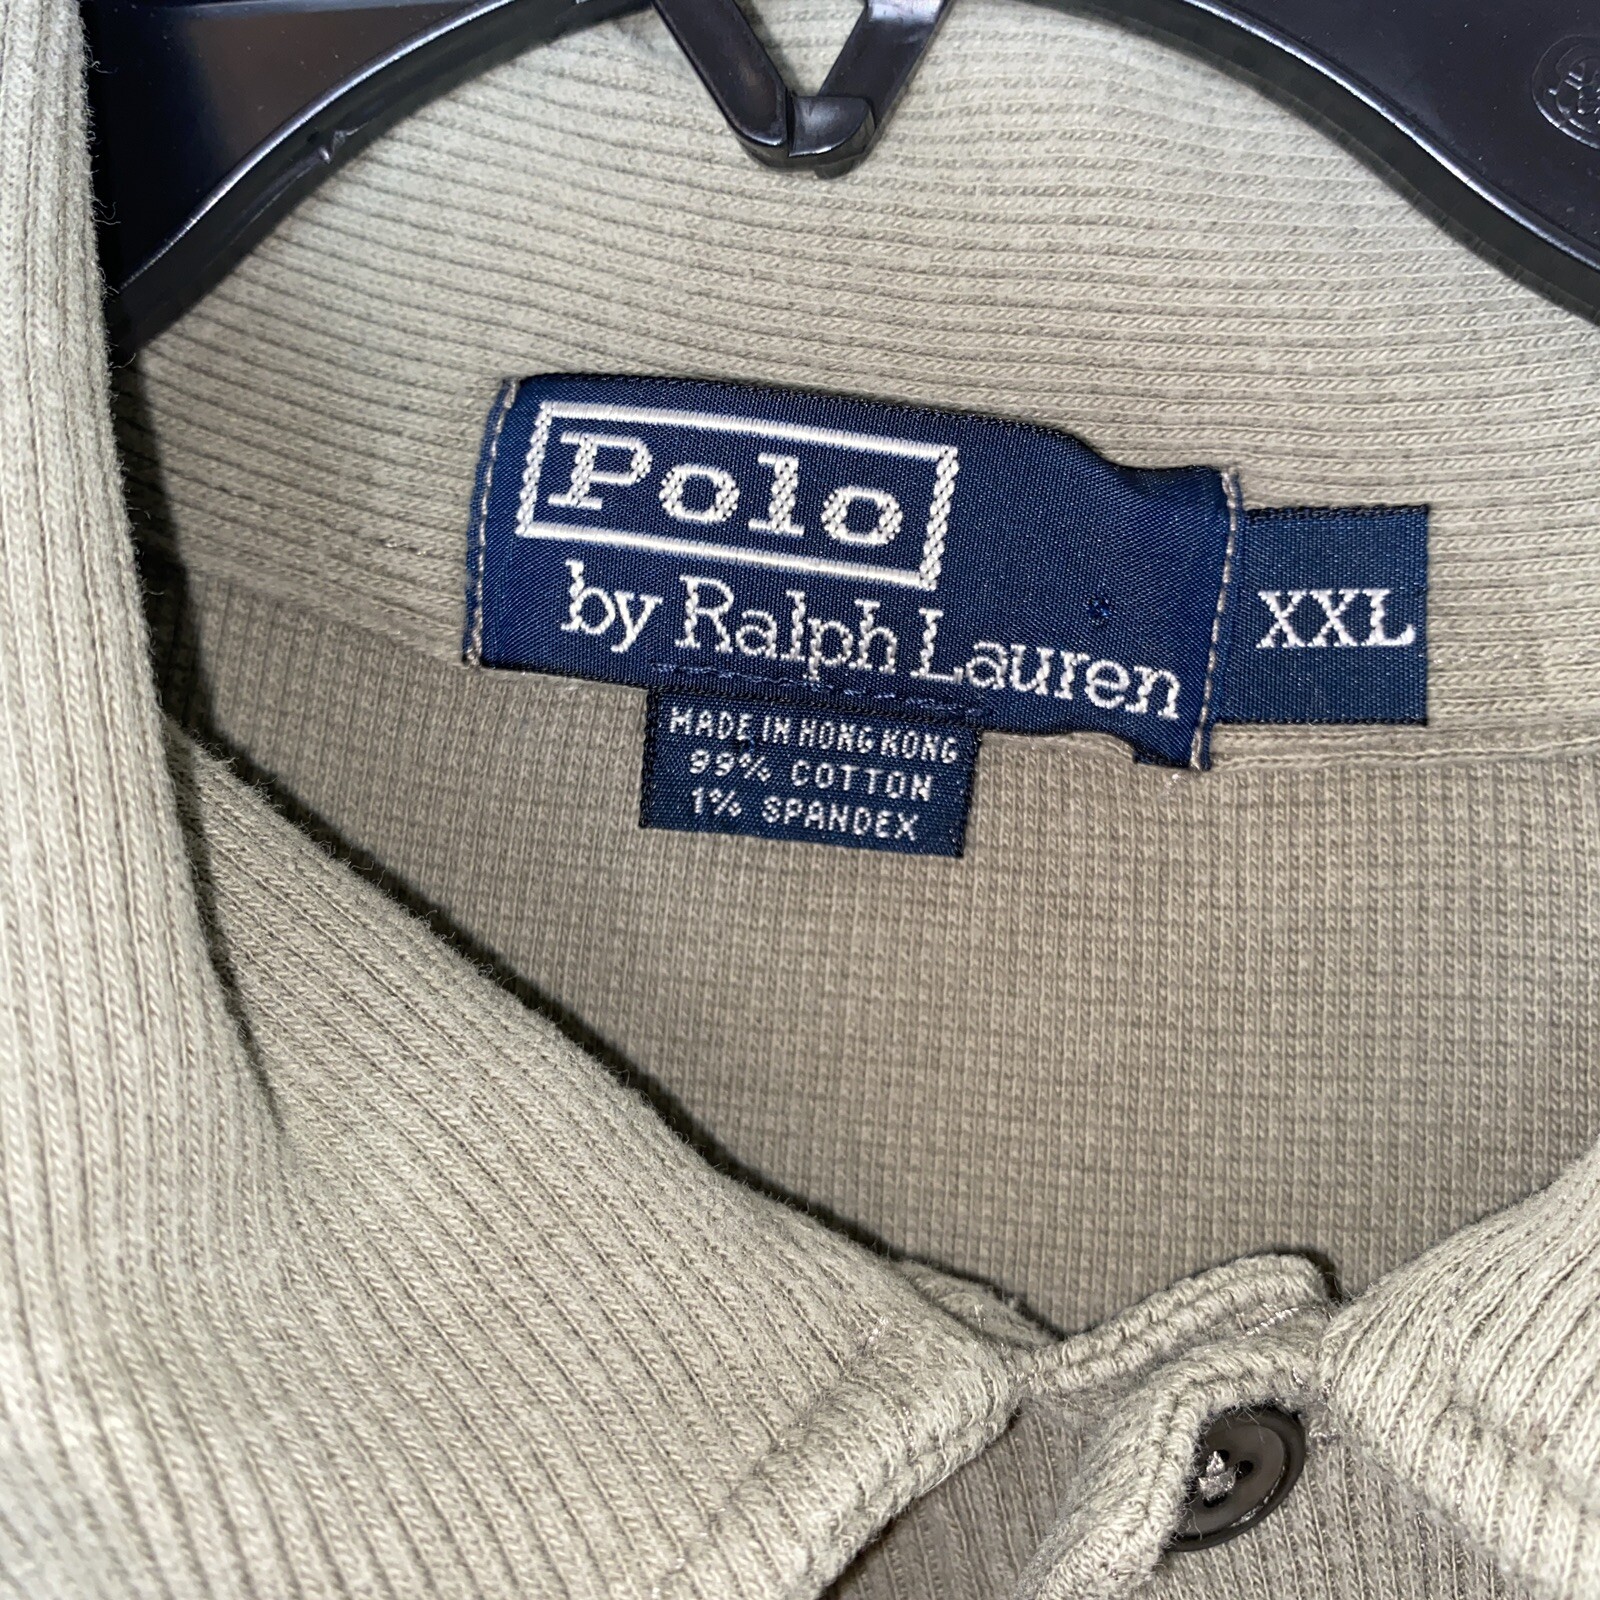 Polo
by Ralph Lauren
XXL
MADE IN HONG KONG
99% COTTON
1% SPANDEX